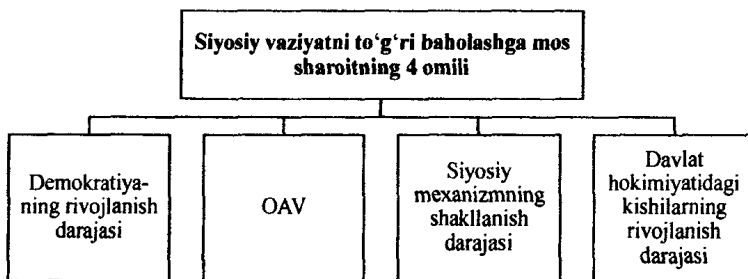 Siyosiy vaziyatni to‘g‘ri baholashga mos
sharoitning 4 omili
Demokratiya-
ning rivojlanish
darajasi
OAV
Siyosiy
mexanizmning
shakllanish
darajasi
Davlat
hokimiyatidagi
kishilarning
rivojlanish
darajasi